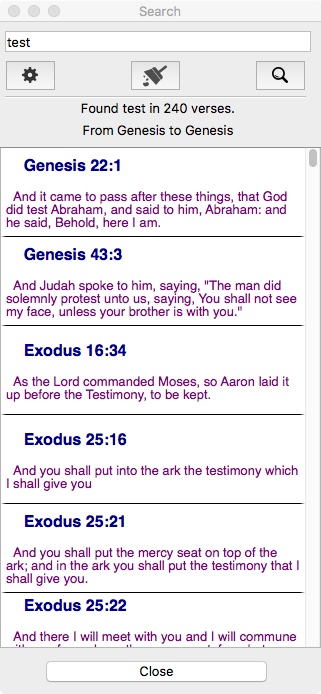 Search
test
Found test in 240 verses.
From Genesis to Genesis
Genesis 22:1
And it came to pass after these things, that God
did test Abraham, and said to him, Abraham: and
he said, Behold, here I am.
Genesis 43:3
And Judah spoke to him, saying, "The man did
solemnly protest unto us, saying, You shall not see
my face, unless your brother is with you."
Exodus 16:34
As the Lord commanded Moses, so Aaron laid it
up before the Testimony, to be kept.
Exodus 25:16
And you shall put into the ark the testimony which
I shall give you
Exodus 25:21
And you shall put the mercy seat on top of the
ark; and in the ark you shall put the testimony that I
shall give you.
Exodus 25:22
And there I will meet with you and I will commune
Close